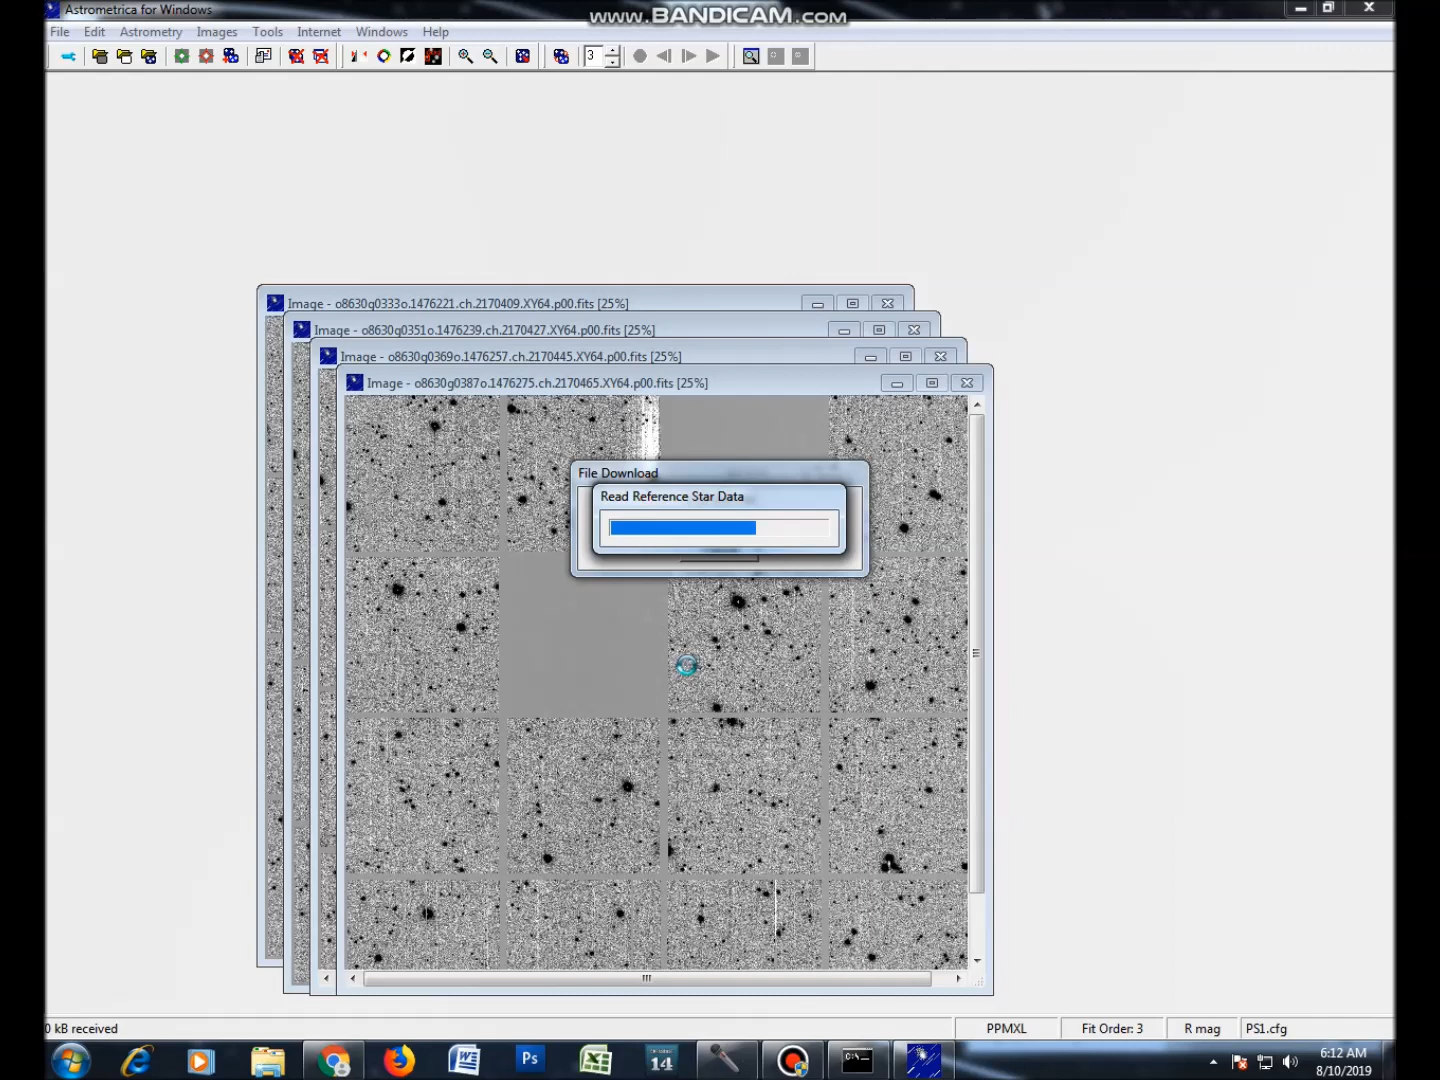 Astrometrica for Windows
www.BANDICAM.com
File Edit Astrometry Images Tools Internet Windows Help
3
Image - o8630g0333o.1476221.ch.2170409.XY64.p00.fits [25%]
Image - o8630g0351o.1476239.ch.2170427.XY64.p00.fits [25%]
Image - o8630g0369o.1476257.ch.2170445.XY64.p00.fits [25%]
Image - o8630g0387o.1476275.ch.2170465.XY64.p00.fits [25%]
File Download
Read Reference Star Data
0 kB received
PPMXL
Fit Order: 3
R mag
PS1.cfg
Ps
14
C:\_
6:12 AM
8/10/2019